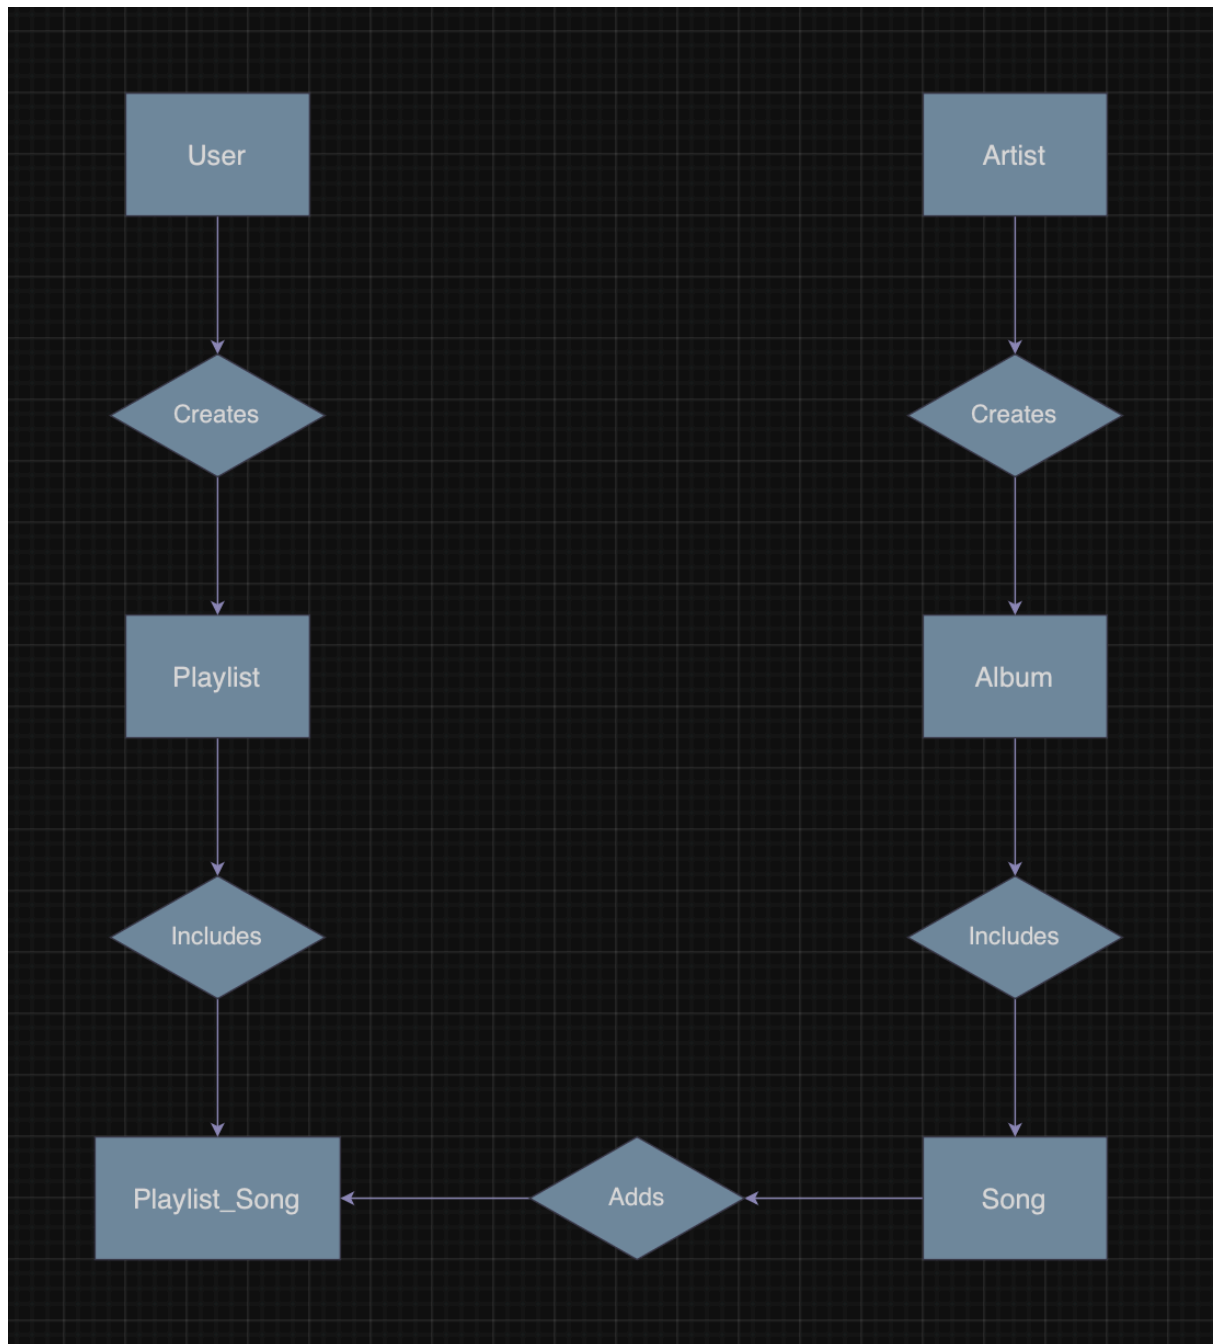 User
Artist
Creates
Creates
Playlist
Album
Includes
Includes
Playlist_Song
Adds
Song